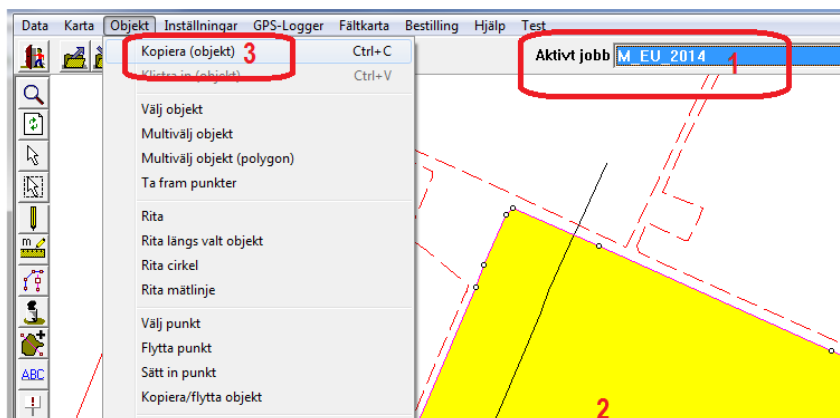 Data Karta Objekt Inställningar GPS-Logger Fältkarta Bestilling Hjälp Test
Kopiera (objekt) 3 Ctrl+C
Aktivt jobb M_EU_2014 1
Klistra in (objekt) Ctrl+V
Välj objekt
Multivälj objekt
Multivälj objekt (polygon)
Ta fram punkter
Rita
m
Rita längs valt objekt
Rita cirkel
Rita mätlinje
Välj punkt
Flytta punkt
ABC
Sätt in punkt
Kopiera/flytta objekt
2